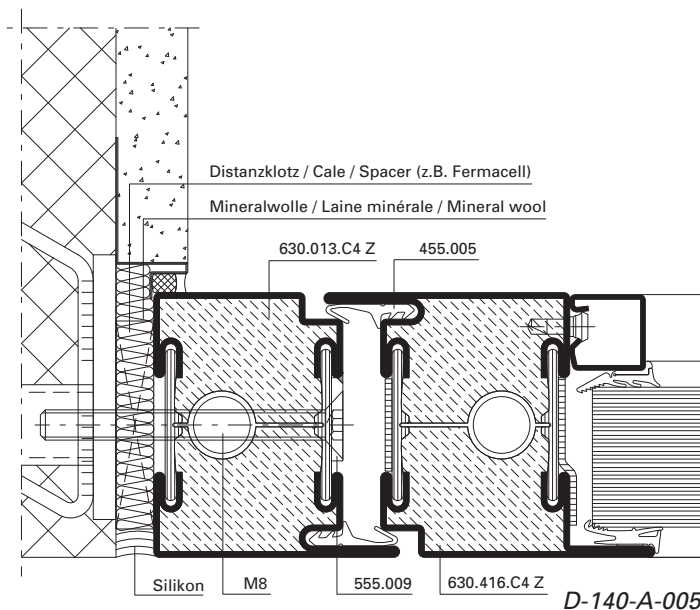 Distanzklotz / Cale / Spacer (z.B. Fermacell)
Mineralwolle / Laine minérale / Mineral wool
630.013.C4 Z
455.005
Silikon
M8
555.009
630.416.C4 Z
D-140-A-005